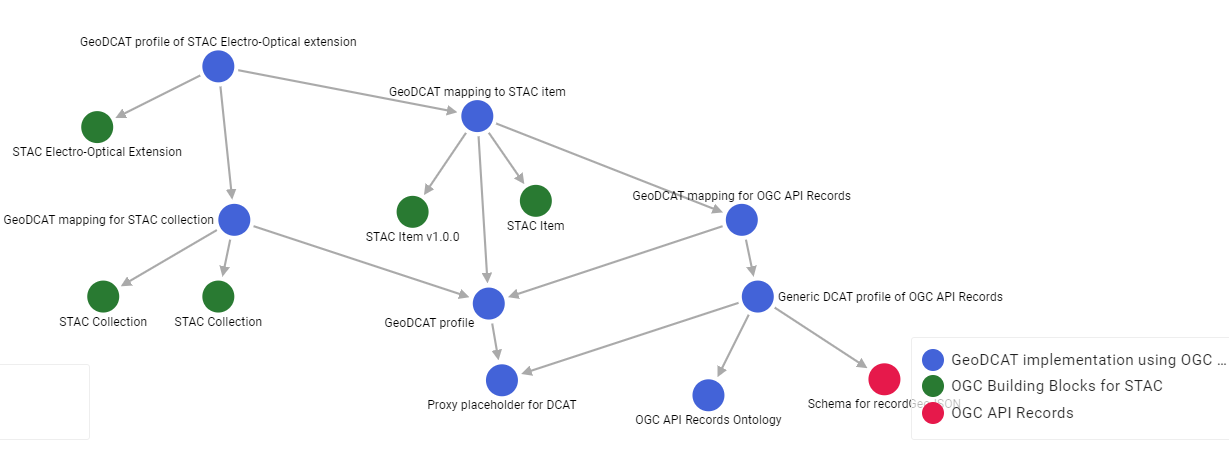 GeoDCAT profile of STAC Electro-Optical extension
GeoDCAT mapping to STAC item
STAC Electro-Optical Extension
GeoDCAT mapping for OGC API Records
GeoDCAT mapping for STAC collection
STAC Item v1.0.0
STAC Item
Generic DCAT profile of OGC API Records
STAC Collection
STAC Collection
GeoDCAT profile
Proxy placeholder for DCAT
OGC API Records Ontology
Schema for recordGeoJSON
GeoDCAT implementation using OGC ...
OGC Building Blocks for STAC
OGC API Records